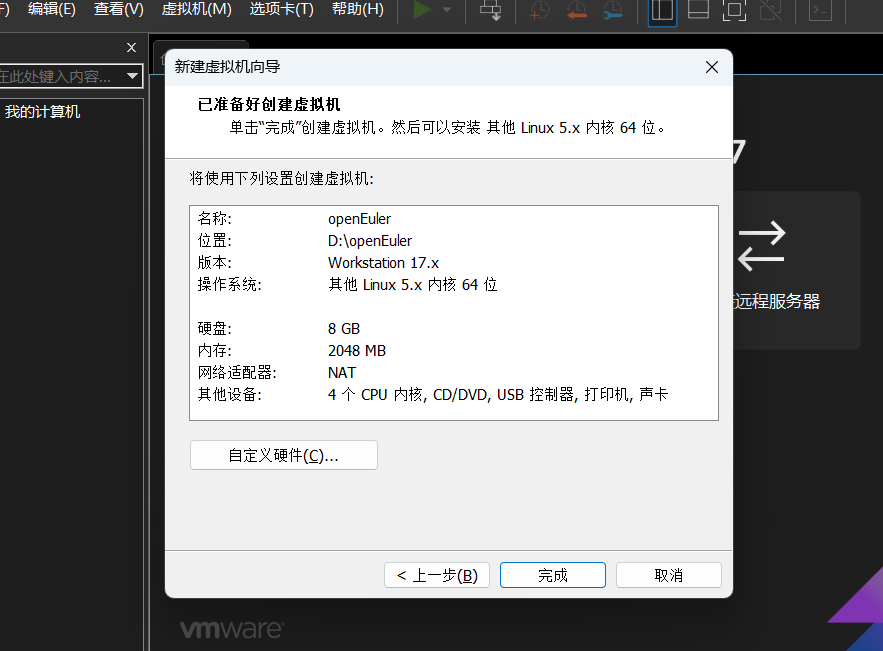 F) 编辑(E) 查看(V) 虚拟机(M) 选项卡(T) 帮助(H)
在此处键入内容...
我的计算机
新建虚拟机向导
已准备好创建虚拟机
单击“完成”创建虚拟机。然后可以安装 其他 Linux 5.x 内核 64 位。
7
将使用下列设置创建虚拟机:
名称: openEuler
位置: D:\openEuler
版本: Workstation 17.x
操作系统: 其他 Linux 5.x 内核 64 位
远程服务器
硬盘: 8 GB
内存: 2048 MB
网络适配器: NAT
其他设备: 4 个 CPU 内核, CD/DVD, USB 控制器, 打印机, 声卡
自定义硬件(C)...
< 上一步(B) 完成 取消
vmware